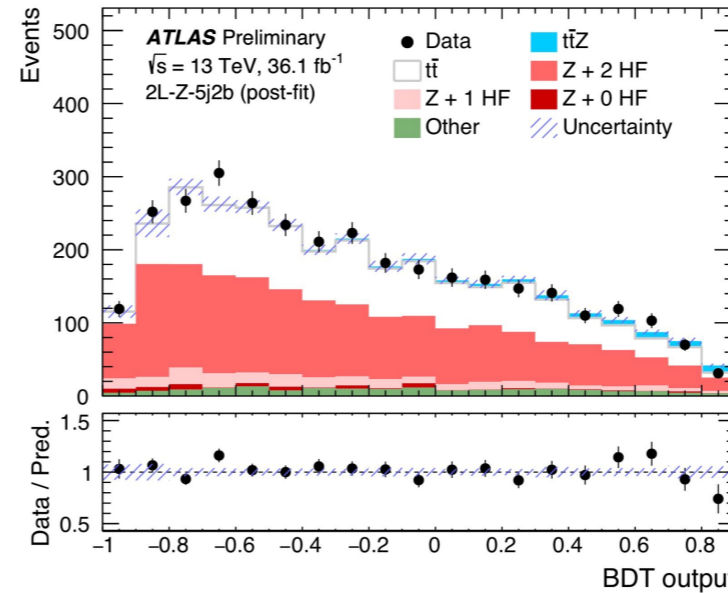 Events
500
400
300
200
100
0
ATLAS Preliminary
√s = 13 TeV, 36.1 fb-1
2L-Z-5j2b (post-fit)
Data
tt̄Z
tt̄
Z + 2 HF
Z + 1 HF
Z + 0 HF
Other
Uncertainty
Data / Pred.
1.5
1
0.5
−1 −0.8 −0.6 −0.4 −0.2 0 0.2 0.4 0.6 0.8
BDT outpu